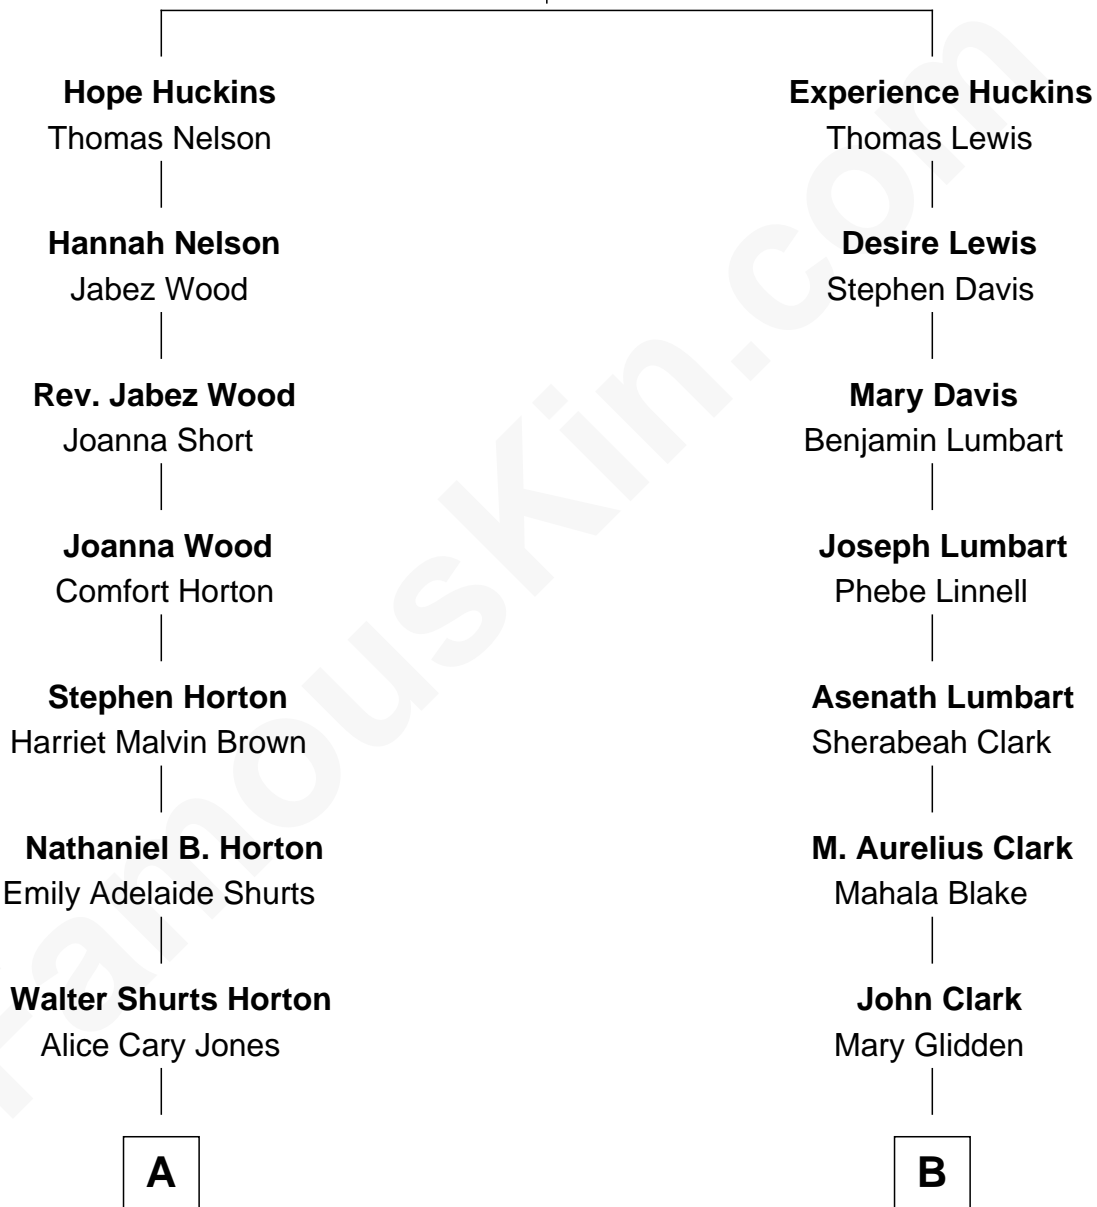 Hope Huckins
Thomas Nelson
Hannah Nelson
Jabez Wood
Rev. Jabez Wood
Joanna Short
Joanna Wood
Comfort Horton
Stephen Horton
Harriet Malvin Brown
Nathaniel B. Horton
Emily Adelaide Shurts
Walter Shurts Horton
Alice Cary Jones
A
Experience Huckins
Thomas Lewis
Desire Lewis
Stephen Davis
Mary Davis
Benjamin Lumbart
Joseph Lumbart
Phebe Linnell
Asenath Lumbart
Sherabeah Clark
M. Aurelius Clark
Mahala Blake
John Clark
Mary Glidden
B
FamousKin.com